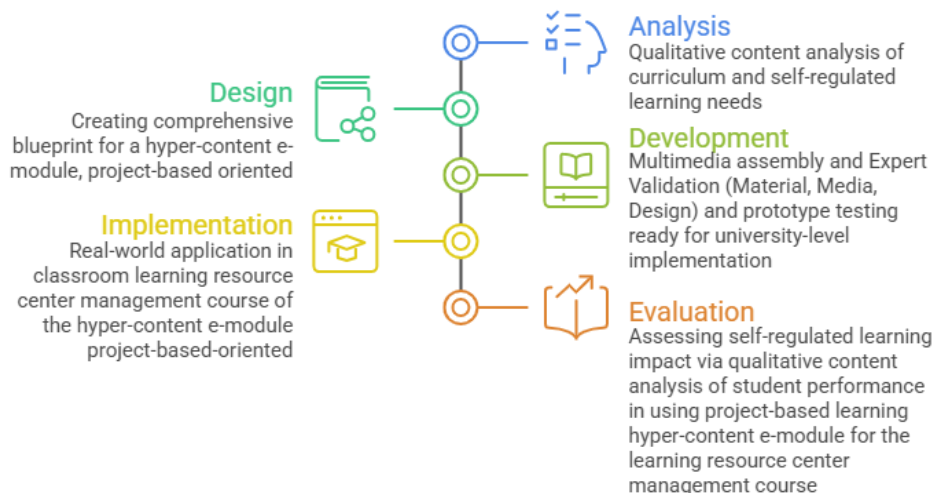 Analysis
Qualitative content analysis of
curriculum and self-regulated
learning needs
Design
Creating comprehensive
blueprint for a hyper-content e-
module, project-based oriented
Development
Multimedia assembly and Expert
Validation (Material, Media,
Design) and prototype testing
ready for university-level
implementation
Implementation
Real-world application in
classroom learning resource
center management course of
the hyper-content e-module
project-based-oriented
Evaluation
Assessing self-regulated learning
impact via qualitative content
analysis of student performance
in using project-based learning
hyper-content e-module for the
learning resource center
management course